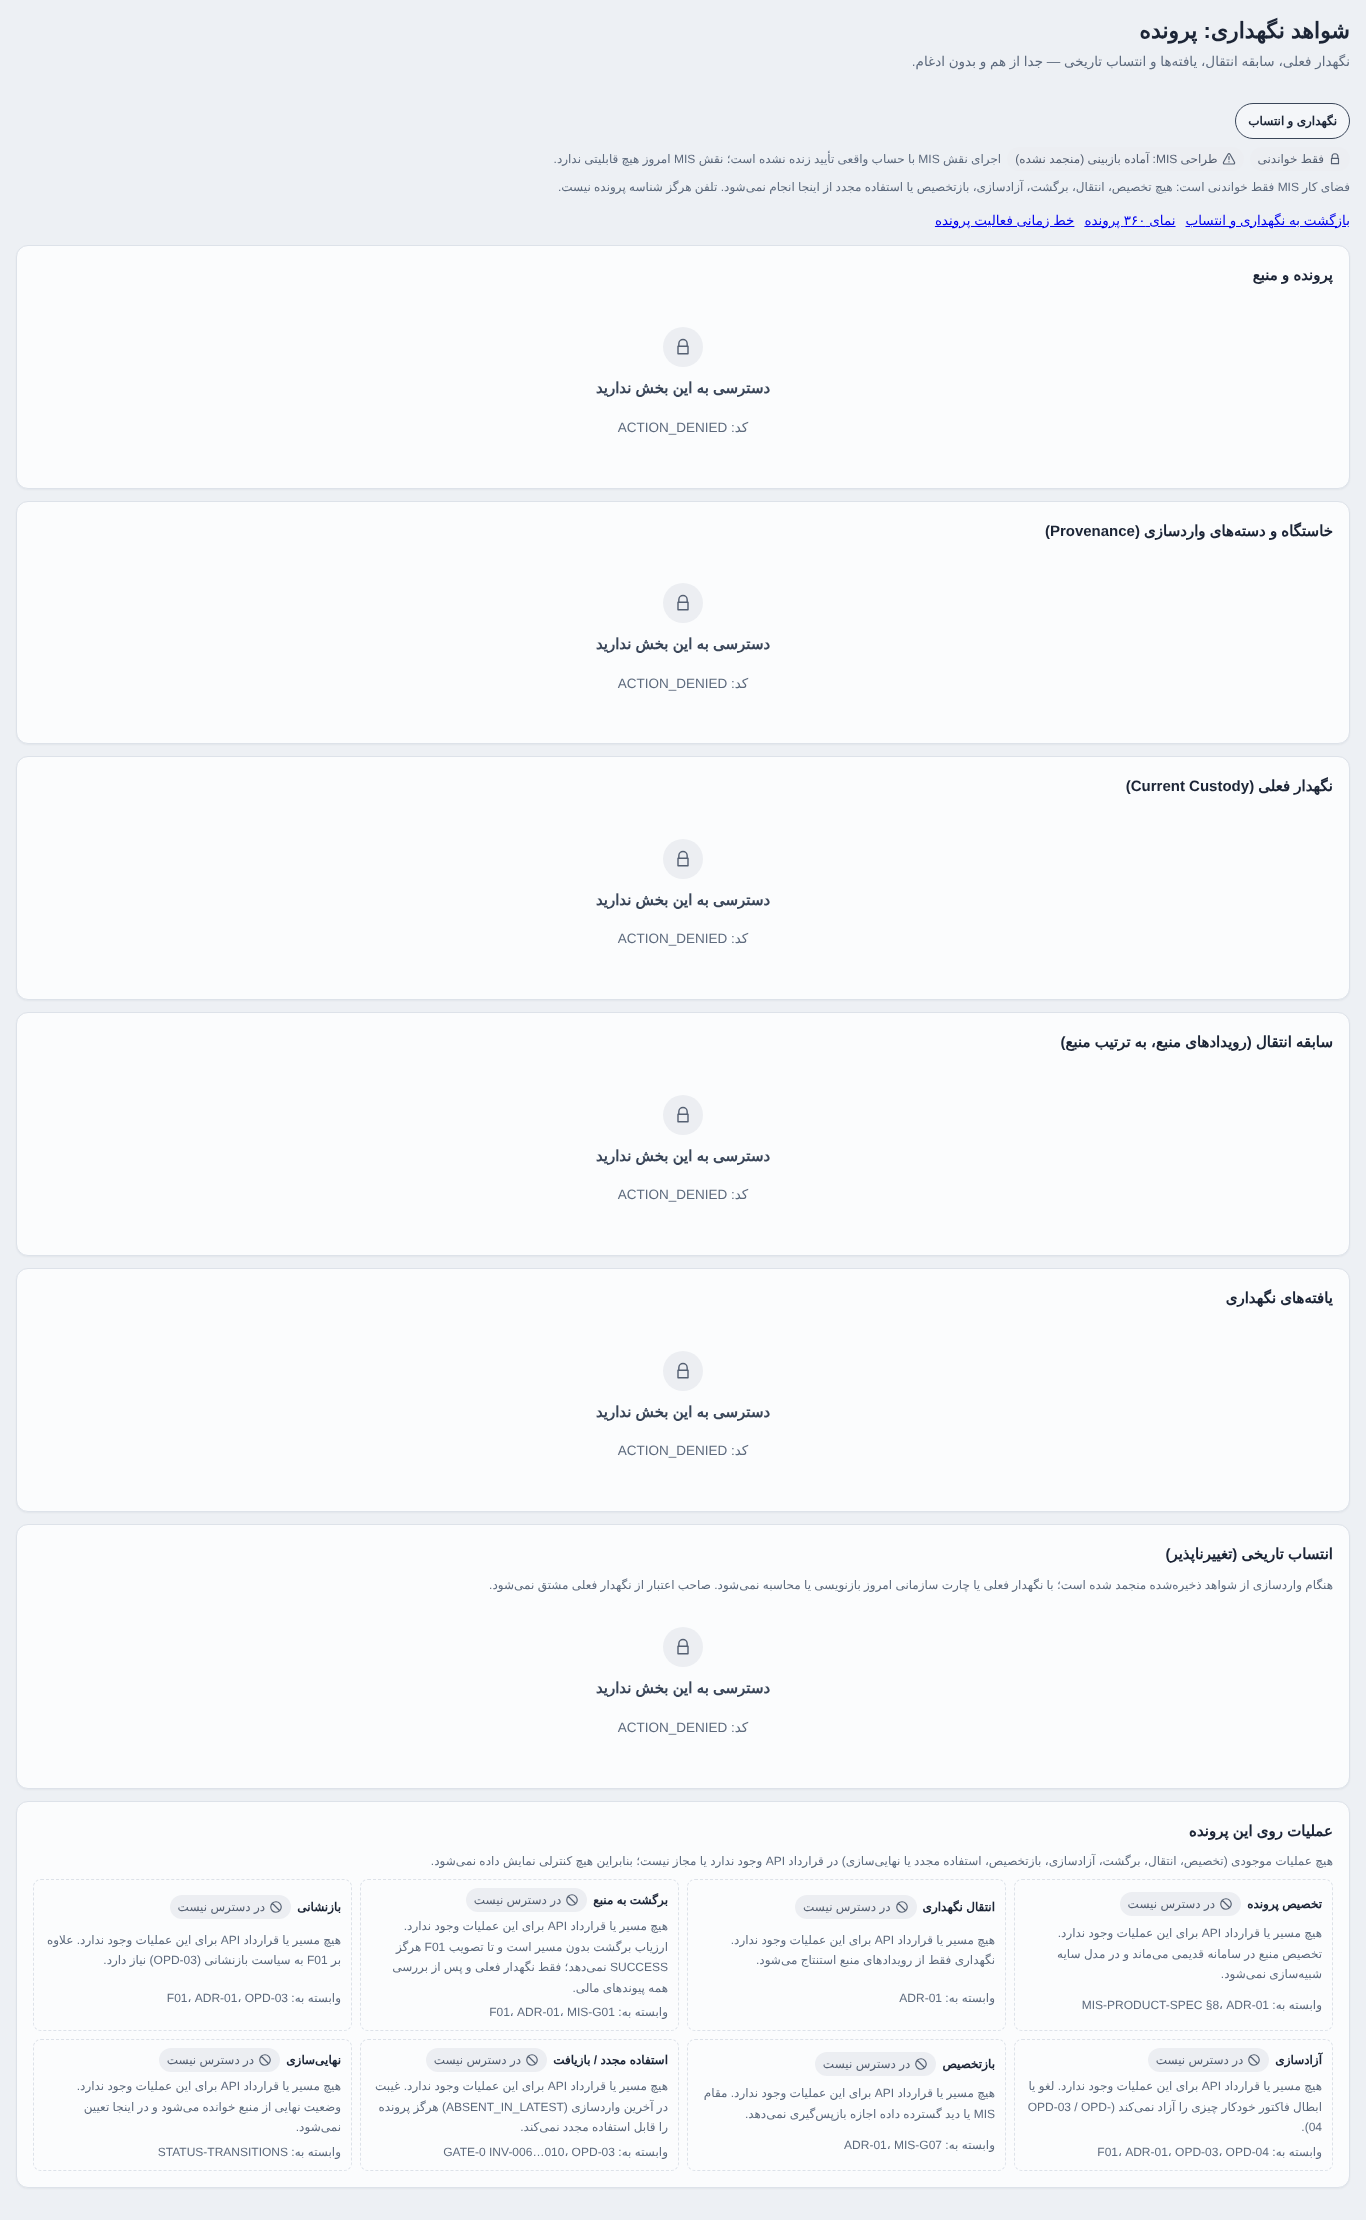 شواهد نگهداری: پرونده
نگهدار فعلی، سابقه انتقال، یافته‌ها و انتساب تاریخی — جدا از هم و بدون ادغام.
نگهداری و انتساب
فقط خواندنی
طراحی MIS: آماده بازبینی (منجمد نشده)
اجرای نقش MIS با حساب واقعی تأیید زنده نشده است؛ نقش MIS امروز هیچ قابلیتی ندارد.
فضای کار MIS فقط خواندنی است: هیچ تخصیص، انتقال، برگشت، آزادسازی، بازتخصیص یا استفاده مجدد از اینجا انجام نمی‌شود. تلفن هرگز شناسه پرونده نیست.
بازگشت به نگهداری و انتساب
نمای ۳۶۰ پرونده
خط زمانی فعالیت پرونده
پرونده و منبع
دسترسی به این بخش ندارید
کد: ACTION_DENIED
خاستگاه و دسته‌های واردسازی (Provenance)
دسترسی به این بخش ندارید
کد: ACTION_DENIED
نگهدار فعلی (Current Custody)
دسترسی به این بخش ندارید
کد: ACTION_DENIED
سابقه انتقال (رویدادهای منبع، به ترتیب منبع)
دسترسی به این بخش ندارید
کد: ACTION_DENIED
یافته‌های نگهداری
دسترسی به این بخش ندارید
کد: ACTION_DENIED
انتساب تاریخی (تغییرناپذیر)
هنگام واردسازی از شواهد ذخیره‌شده منجمد شده است؛ با نگهدار فعلی یا چارت سازمانی امروز بازنویسی یا محاسبه نمی‌شود. صاحب اعتبار از نگهدار فعلی مشتق نمی‌شود.
دسترسی به این بخش ندارید
کد: ACTION_DENIED
عملیات روی این پرونده
هیچ عملیات موجودی (تخصیص، انتقال، برگشت، آزادسازی، بازتخصیص، استفاده مجدد یا نهایی‌سازی) در قرارداد API وجود ندارد یا مجاز نیست؛ بنابراین هیچ کنترلی نمایش داده نمی‌شود.
تخصیص پرونده
در دسترس نیست
هیچ مسیر یا قرارداد API برای این عملیات وجود ندارد.
تخصیص منبع در سامانه قدیمی می‌ماند و در مدل سایه
شبیه‌سازی نمی‌شود.
وابسته به: MIS-PRODUCT-SPEC §8، ADR-01
انتقال نگهداری
در دسترس نیست
هیچ مسیر یا قرارداد API برای این عملیات وجود ندارد.
نگهداری فقط از رویدادهای منبع استنتاج می‌شود.
وابسته به: ADR-01
برگشت به منبع
در دسترس نیست
هیچ مسیر یا قرارداد API برای این عملیات وجود ندارد.
ارزیاب برگشت بدون مسیر است و تا تصویب F01 هرگز
SUCCESS نمی‌دهد؛ فقط نگهدار فعلی و پس از بررسی
همه پیوندهای مالی.
وابسته به: F01، ADR-01، MIS-G01
بازنشانی
در دسترس نیست
هیچ مسیر یا قرارداد API برای این عملیات وجود ندارد. علاوه
بر F01 به سیاست بازنشانی (OPD-03) نیاز دارد.
وابسته به: F01، ADR-01، OPD-03
آزادسازی
در دسترس نیست
هیچ مسیر یا قرارداد API برای این عملیات وجود ندارد. لغو یا
ابطال فاکتور خودکار چیزی را آزاد نمی‌کند (OPD-03 / OPD-
04).
وابسته به: F01، ADR-01، OPD-03، OPD-04
بازتخصیص
در دسترس نیست
هیچ مسیر یا قرارداد API برای این عملیات وجود ندارد. مقام
MIS یا دید گسترده داده اجازه بازپس‌گیری نمی‌دهد.
وابسته به: ADR-01، MIS-G07
استفاده مجدد / بازیافت
در دسترس نیست
هیچ مسیر یا قرارداد API برای این عملیات وجود ندارد. غیبت
در آخرین واردسازی (ABSENT_IN_LATEST) هرگز پرونده
را قابل استفاده مجدد نمی‌کند.
وابسته به: GATE-0 INV-006…010، OPD-03
نهایی‌سازی
در دسترس نیست
هیچ مسیر یا قرارداد API برای این عملیات وجود ندارد.
وضعیت نهایی از منبع خوانده می‌شود و در اینجا تعیین
نمی‌شود.
وابسته به: STATUS-TRANSITIONS